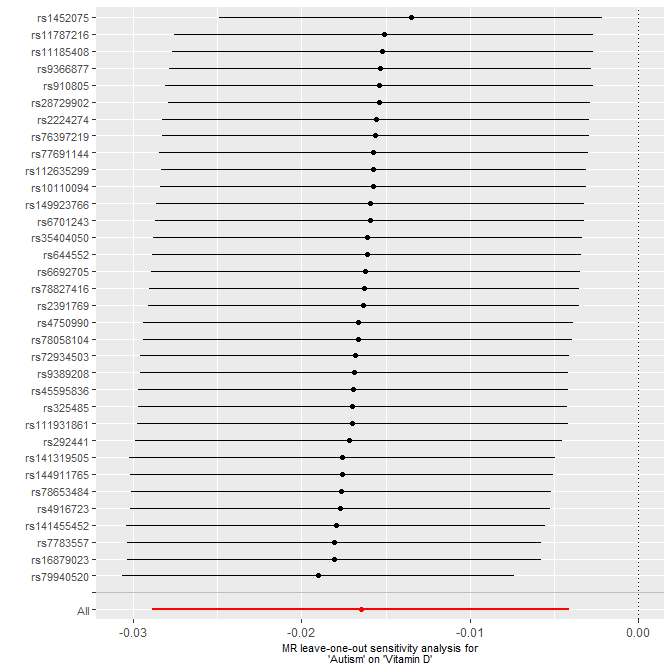 rs1452075
rs11787216
rs11185408
rs9366877
rs910805
rs28729902
rs2224274
rs76397219
rs77691144
rs112635299
rs10110094
rs149923766
rs6701243
rs35404050
rs644552
rs6692705
rs78827416
rs2391769
rs4750990
rs78058104
rs72934503
rs9389208
rs45595836
rs325485
rs111931861
rs292441
rs141319505
rs144911765
rs78653484
rs4916723
rs141455452
rs7783557
rs16879023
rs79940520
All
-0.03 -0.02 -0.01 0.00
MR leave-one-out sensitivity analysis for
'Autism' on 'Vitamin D'